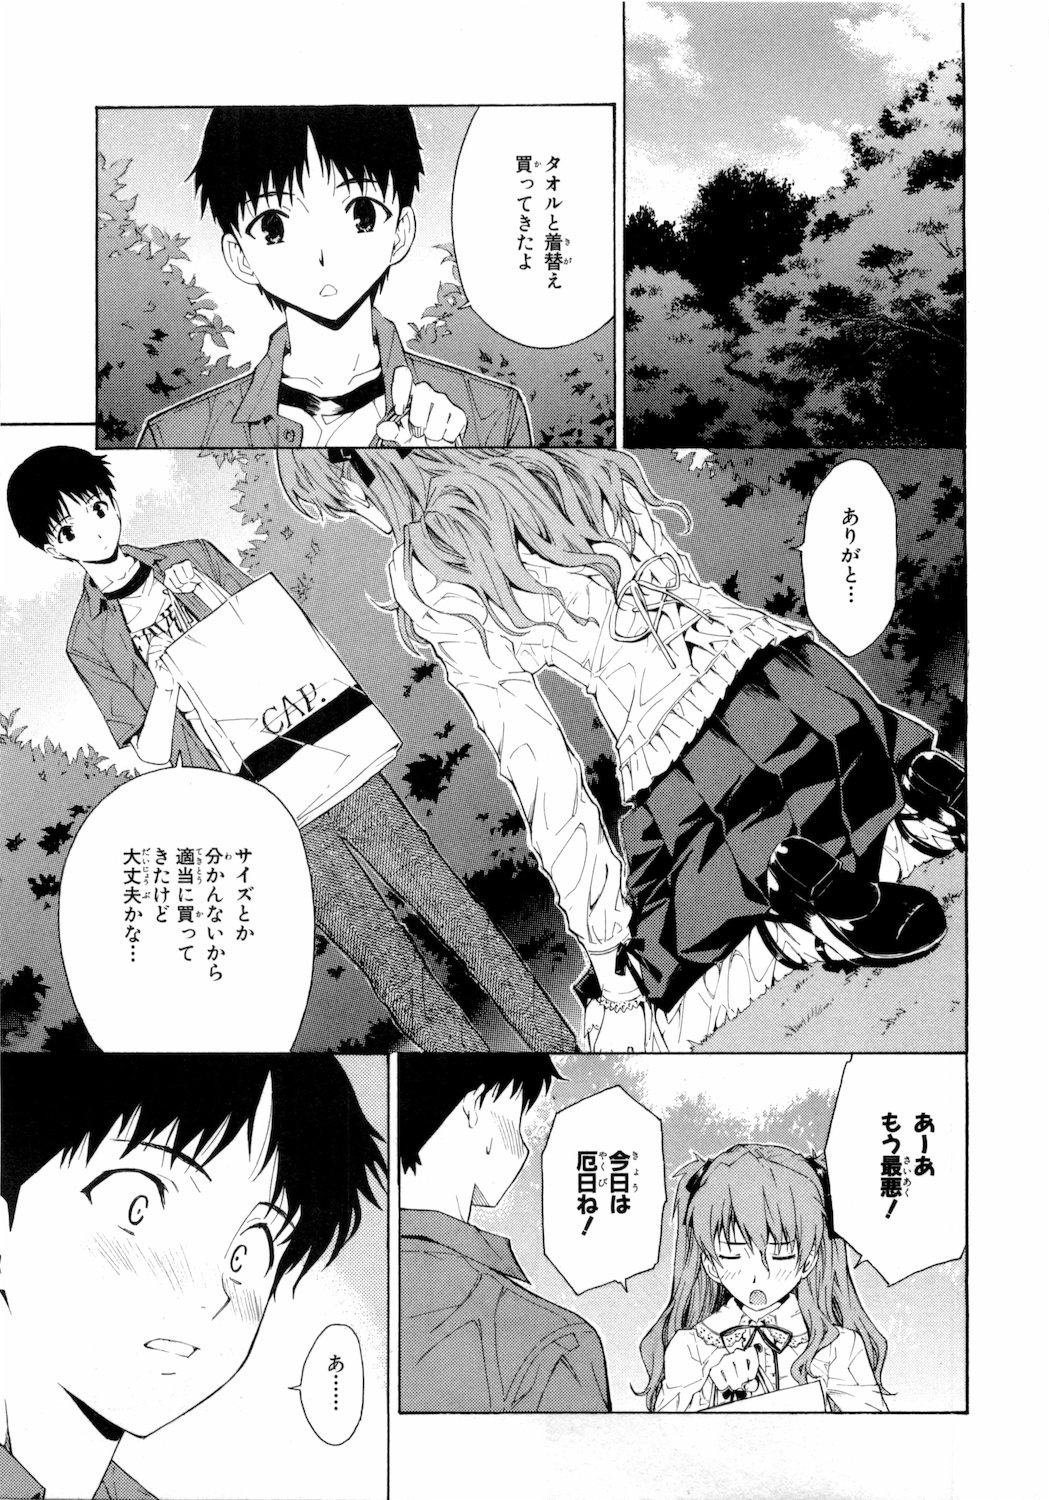 タオルと着替え
買ってきたよ
ありがと…
CAP.
サイズとか
分かんないから
適当に買って
きたけど
大丈夫かな…
あーあ
もう最悪!
今日は
厄日ね!
あ……